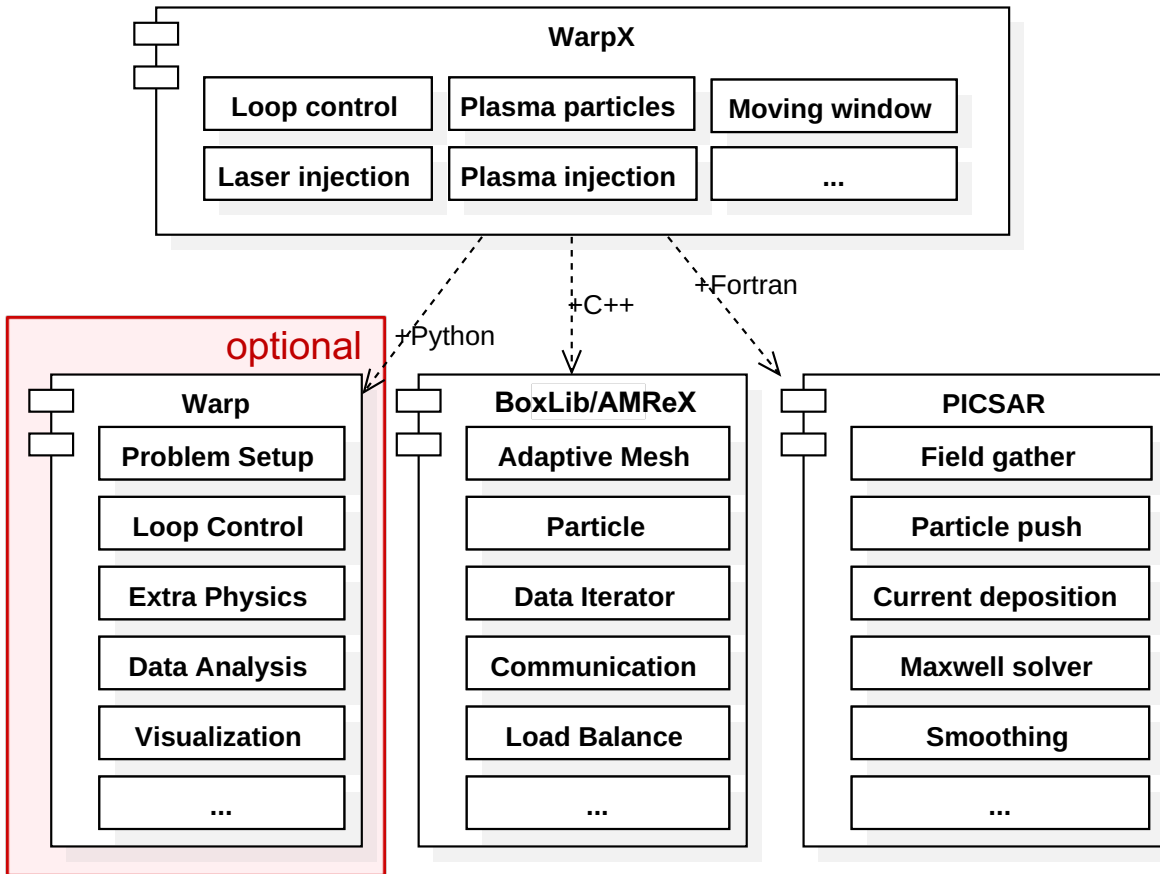 WarpX
Loop control
Plasma particles
Moving window
Laser injection
Plasma injection
...
+Python
+C++
+Fortran
optional
Warp
Problem Setup
Loop Control
Extra Physics
Data Analysis
Visualization
...
BoxLib/AMReX
Adaptive Mesh
Particle
Data Iterator
Communication
Load Balance
...
PICSAR
Field gather
Particle push
Current deposition
Maxwell solver
Smoothing
...